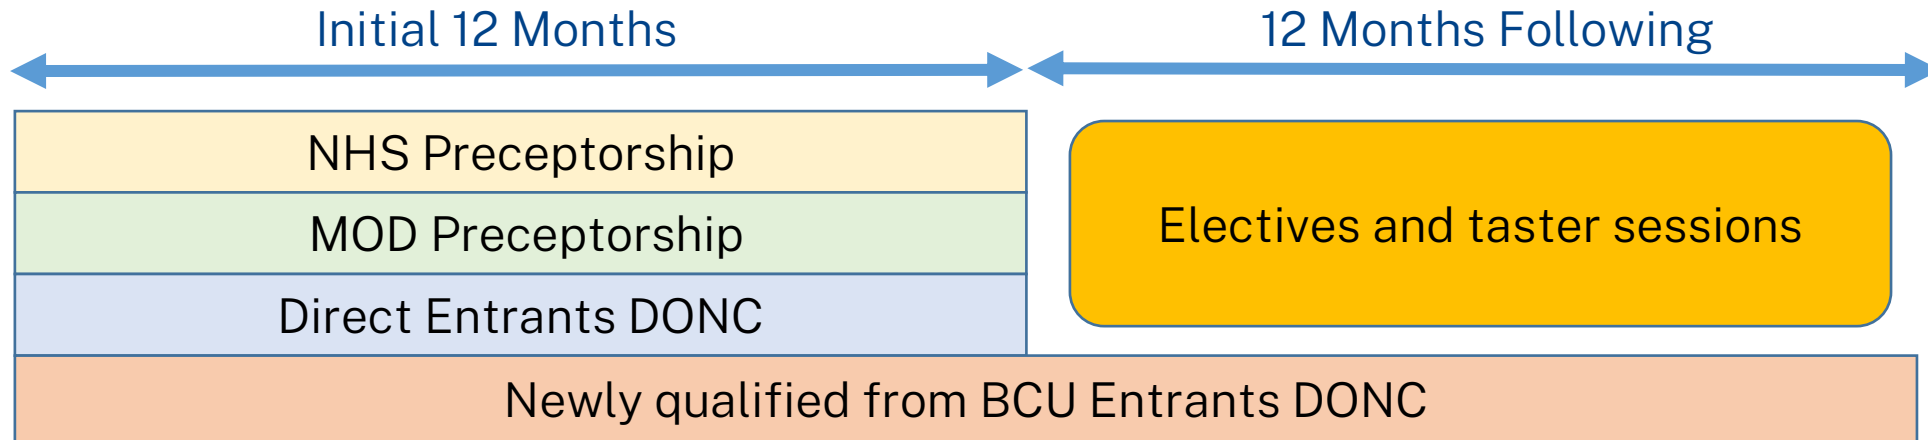 Initial 12 Months
12 Months Following
NHS Preceptorship
MOD Preceptorship
Direct Entrants DONC
Electives and taster sessions
Newly qualified from BCU Entrants DONC